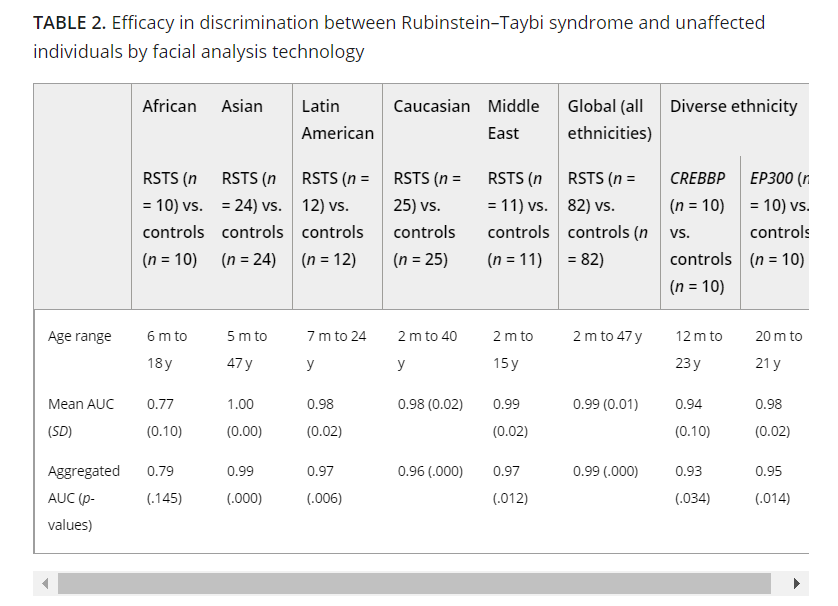 TABLE 2. Efficacy in discrimination between Rubinstein–Taybi syndrome and unaffected
individuals by facial analysis technology
African Asian Latin Caucasian Middle Global (all Diverse ethnicity
American East ethnicities)
RSTS (n RSTS (n RSTS (n = RSTS (n = RSTS (n RSTS (n = CREBBP EP300 (n
= 10) vs. = 24) vs. 12) vs. 25) vs. = 11) vs. 82) vs. (n = 10) = 10) vs.
controls controls controls controls controls controls (n vs. controls
(n = 10) (n = 24) (n = 12) (n = 25) (n = 11) = 82) controls (n = 10)
(n = 10)
Age range 6 m to 5 m to 7 m to 24 2 m to 40 2 m to 2 m to 47 y 12 m to 20 m to
18 y 47 y y y 15 y 23 y 21 y
Mean AUC 0.77 1.00 0.98 0.98 (0.02) 0.99 0.99 (0.01) 0.94 0.98
(SD) (0.10) (0.00) (0.02) (0.02) (0.10) (0.02)
Aggregated 0.79 0.99 0.97 0.96 (.000) 0.97 0.99 (.000) 0.93 0.95
AUC (p- (.145) (.000) (.006) (.012) (.034) (.014)
values)